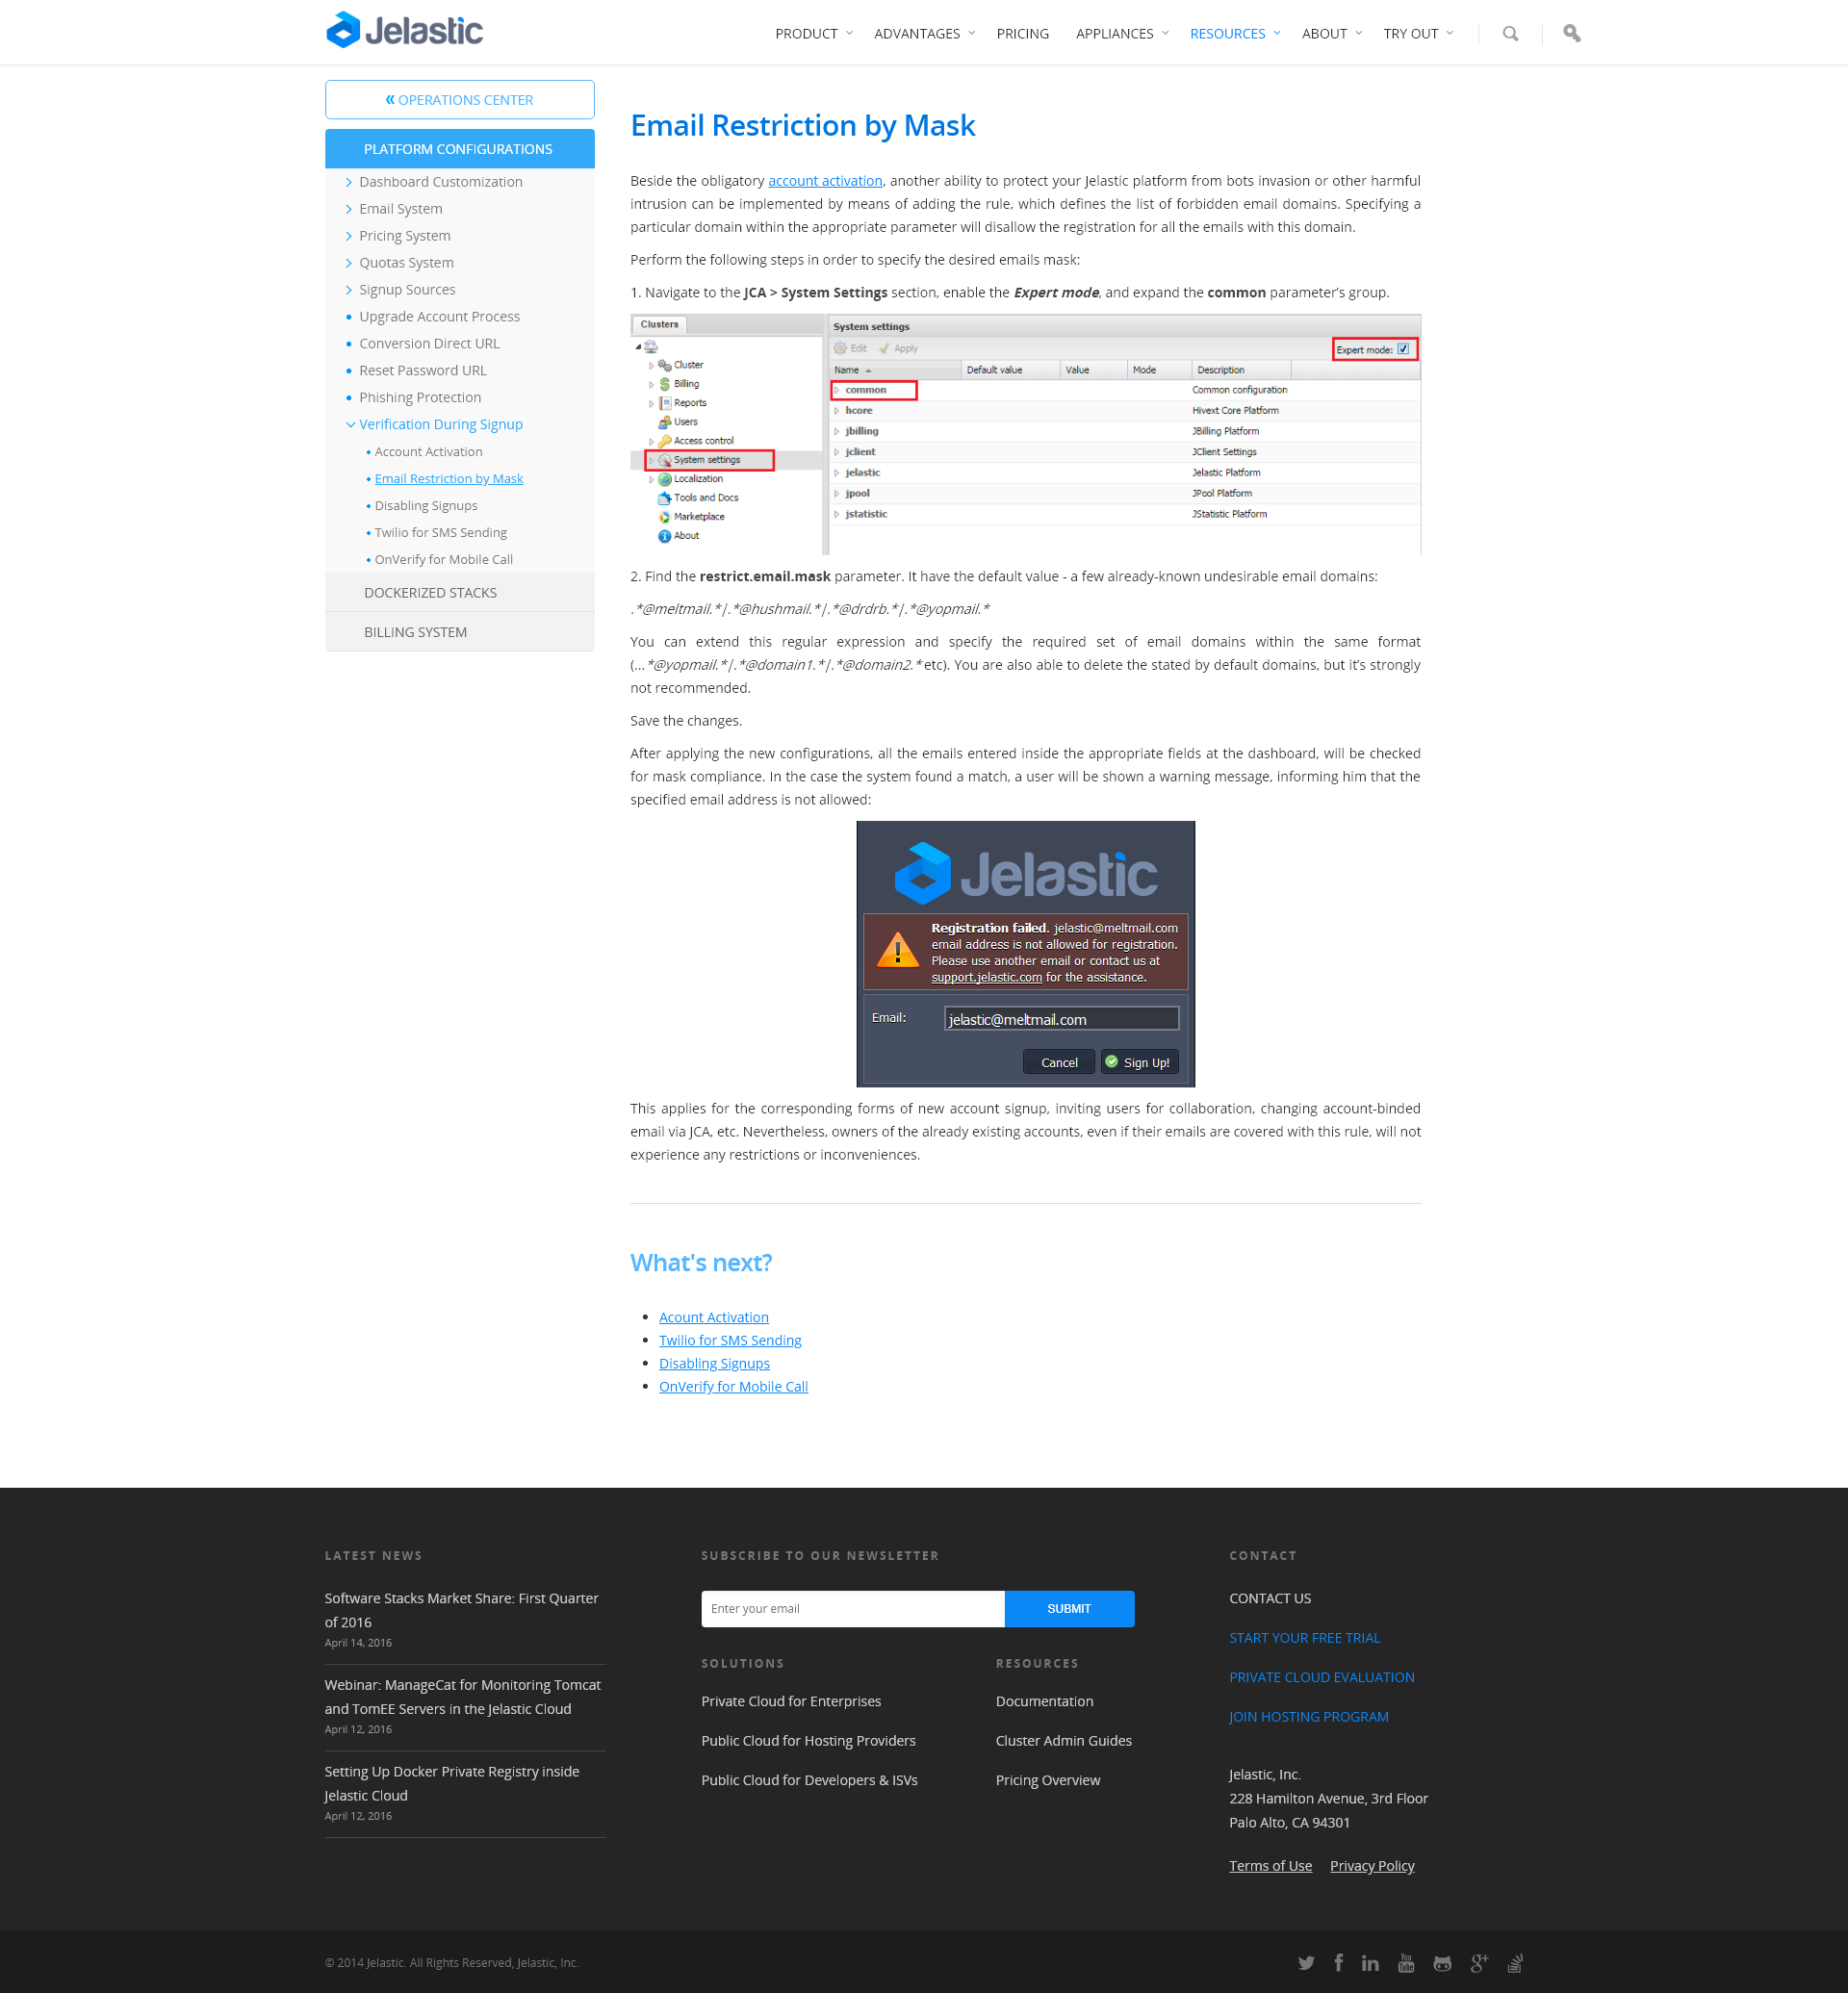 Jelastic
PRODUCT ADVANTAGES PRICING APPLIANCES RESOURCES ABOUT TRY OUT
« OPERATIONS CENTER
PLATFORM CONFIGURATIONS
Dashboard Customization
Email System
Pricing System
Quotas System
Signup Sources
Upgrade Account Process
Conversion Direct URL
Reset Password URL
Phishing Protection
Verification During Signup
Account Activation
Email Restriction by Mask
Disabling Signups
Twilio for SMS Sending
OnVerify for Mobile Call
DOCKERIZED STACKS
BILLING SYSTEM
Email Restriction by Mask
Beside the obligatory account activation, another ability to protect your Jelastic platform from bots invasion or other harmful
intrusion can be implemented by means of adding the rule, which defines the list of forbidden email domains. Specifying a
particular domain within the appropriate parameter will disallow the registration for all the emails with this domain.
Perform the following steps in order to specify the desired emails mask:
1. Navigate to the JCA > System Settings section, enable the Expert mode, and expand the common parameter's group.
Clusters
Cluster
Billing
Reports
Users
Access control
System settings
Localization
Tools and Docs
Marketplace
About
System settings
Edit Apply Expert mode:
Name Default value Value Mode Description
common Common configuration
hcore Hivext Core Platform
jbilling JBilling Platform
jclient JClient Settings
jelastic Jelastic Platform
jpool JPool Platform
jstatistic JStatistic Platform
2. Find the restrict.email.mask parameter. It have the default value - a few already-known undesirable email domains:
.*@meltmail.*|.*@hushmail.*|.*@drdrb.*|.*@yopmail.*
You can extend this regular expression and specify the required set of email domains within the same format
(...*@yopmail.*|.*@domain1.*|.*@domain2.* etc). You are also able to delete the stated by default domains, but it's strongly
not recommended.
Save the changes.
After applying the new configurations, all the emails entered inside the appropriate fields at the dashboard, will be checked
for mask compliance. In the case the system found a match, a user will be shown a warning message, informing him that the
specified email address is not allowed:
Jelastic
Registration failed. jelastic@meltmail.com
email address is not allowed for registration.
Please use another email or contact us at
support.jelastic.com for the assistance.
Email: jelastic@meltmail.com
Cancel Sign Up!
This applies for the corresponding forms of new account signup, inviting users for collaboration, changing account-binded
email via JCA, etc. Nevertheless, owners of the already existing accounts, even if their emails are covered with this rule, will not
experience any restrictions or inconveniences.
What's next?
Acount Activation
Twilio for SMS Sending
Disabling Signups
OnVerify for Mobile Call
LATEST NEWS
Software Stacks Market Share: First Quarter
of 2016
April 14, 2016
Webinar: ManageCat for Monitoring Tomcat
and TomEE Servers in the Jelastic Cloud
April 12, 2016
Setting Up Docker Private Registry inside
Jelastic Cloud
April 12, 2016
SUBSCRIBE TO OUR NEWSLETTER
Enter your email SUBMIT
SOLUTIONS
Private Cloud for Enterprises
Public Cloud for Hosting Providers
Public Cloud for Developers & ISVs
RESOURCES
Documentation
Cluster Admin Guides
Pricing Overview
CONTACT
CONTACT US
START YOUR FREE TRIAL
PRIVATE CLOUD EVALUATION
JOIN HOSTING PROGRAM
Jelastic, Inc.
228 Hamilton Avenue, 3rd Floor
Palo Alto, CA 94301
Terms of Use Privacy Policy
© 2014 Jelastic. All Rights Reserved, Jelastic, Inc.